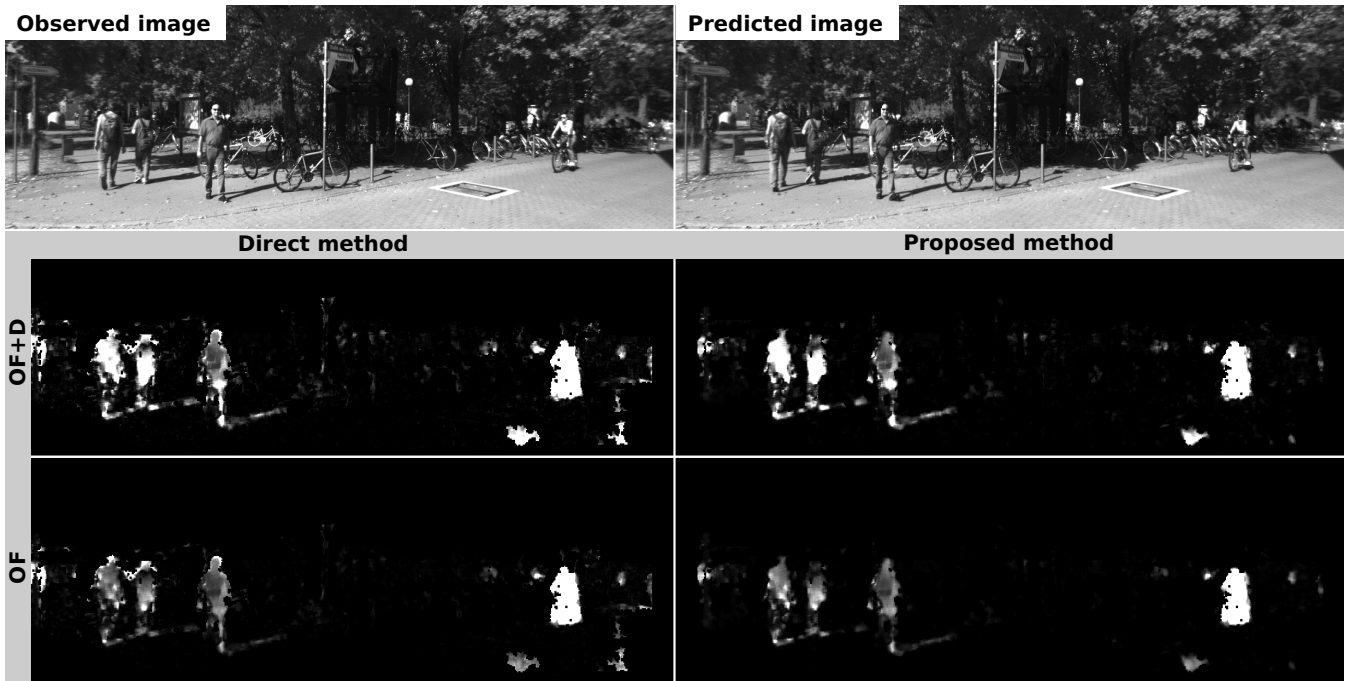 Observed image
Predicted image
Direct method
Proposed method
OF+D
OF